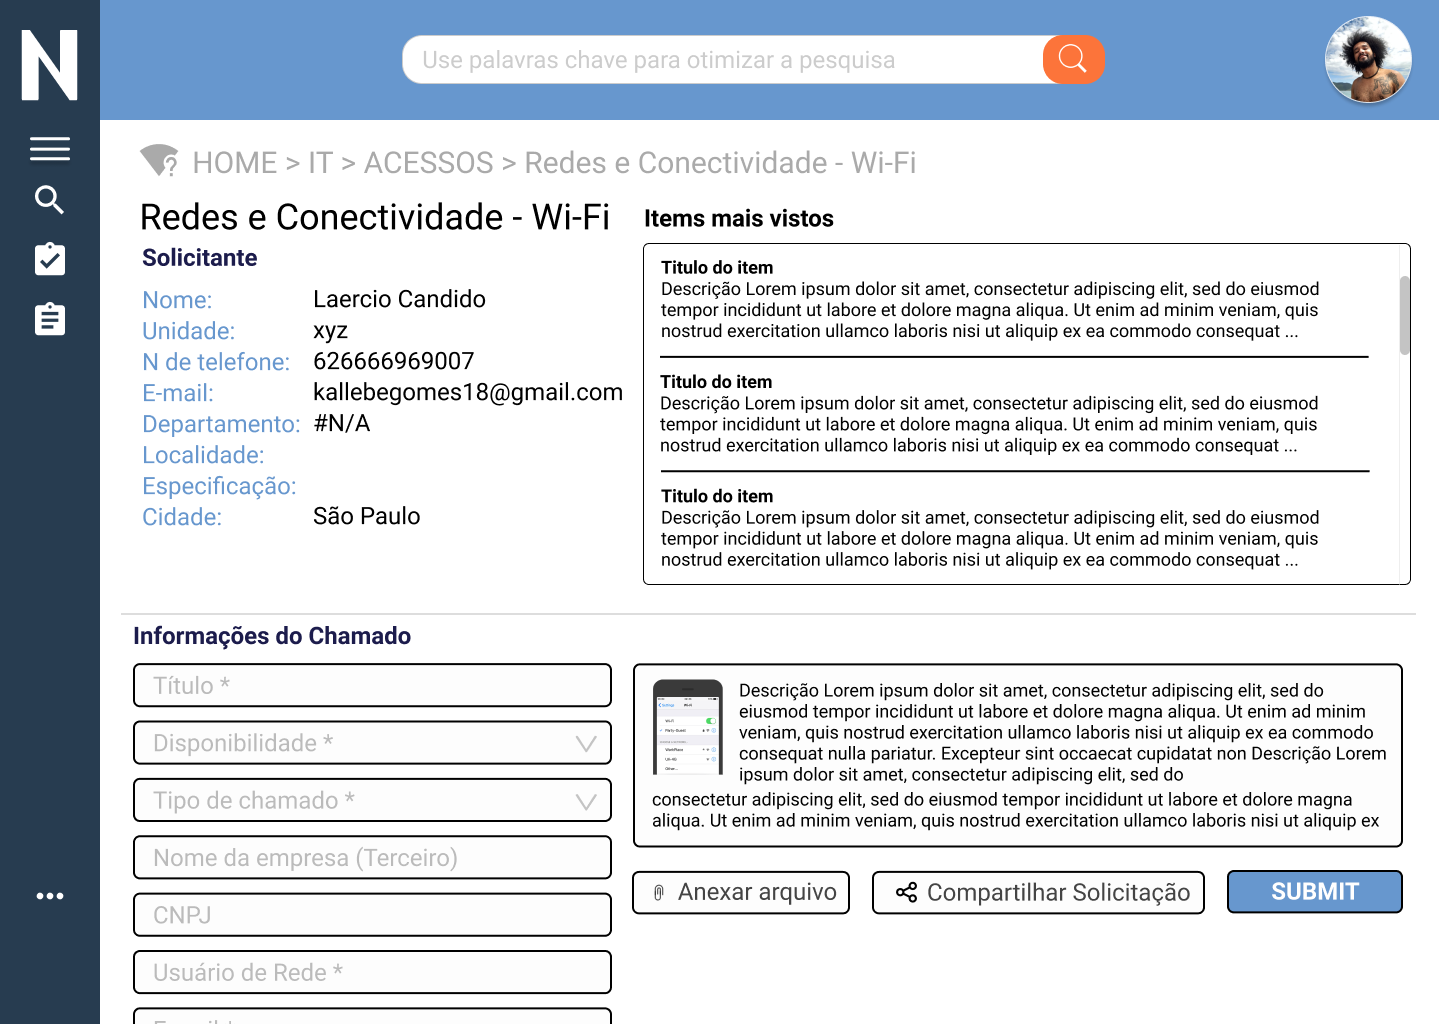 N
Use palavras chave para otimizar a pesquisa
HOME > IT > ACESSOS > Redes e Conectividade - Wi-Fi
Redes e Conectividade - Wi-Fi
Solicitante
Nome: Laercio Candido
Unidade: xyz
N de telefone: 626666969007
E-mail: kallebegomes18@gmail.com
Departamento: #N/A
Localidade:
Especificação:
Cidade: São Paulo
Items mais vistos
Titulo do item
Descrição Lorem ipsum dolor sit amet, consectetur adipiscing elit, sed do eiusmod
tempor incididunt ut labore et dolore magna aliqua. Ut enim ad minim veniam, quis
nostrud exercitation ullamco laboris nisi ut aliquip ex ea commodo consequat ...
Titulo do item
Descrição Lorem ipsum dolor sit amet, consectetur adipiscing elit, sed do eiusmod
tempor incididunt ut labore et dolore magna aliqua. Ut enim ad minim veniam, quis
nostrud exercitation ullamco laboris nisi ut aliquip ex ea commodo consequat ...
Titulo do item
Descrição Lorem ipsum dolor sit amet, consectetur adipiscing elit, sed do eiusmod
tempor incididunt ut labore et dolore magna aliqua. Ut enim ad minim veniam, quis
nostrud exercitation ullamco laboris nisi ut aliquip ex ea commodo consequat ...
Informações do Chamado
Título *
Disponibilidade *
Tipo de chamado *
Nome da empresa (Terceiro)
CNPJ
Usuário de Rede *
Settings Wi-Fi
Wi-Fi
Party-Guest
WorkPlace
Other...
Descrição Lorem ipsum dolor sit amet, consectetur adipiscing elit, sed do
eiusmod tempor incididunt ut labore et dolore magna aliqua. Ut enim ad minim
veniam, quis nostrud exercitation ullamco laboris nisi ut aliquip ex ea commodo
consequat nulla pariatur. Excepteur sint occaecat cupidatat non Descrição Lorem
ipsum dolor sit amet, consectetur adipiscing elit, sed do
consectetur adipiscing elit, sed do eiusmod tempor incididunt ut labore et dolore magna
aliqua. Ut enim ad minim veniam, quis nostrud exercitation ullamco laboris nisi ut aliquip ex
Anexar arquivo
Compartilhar Solicitação
SUBMIT